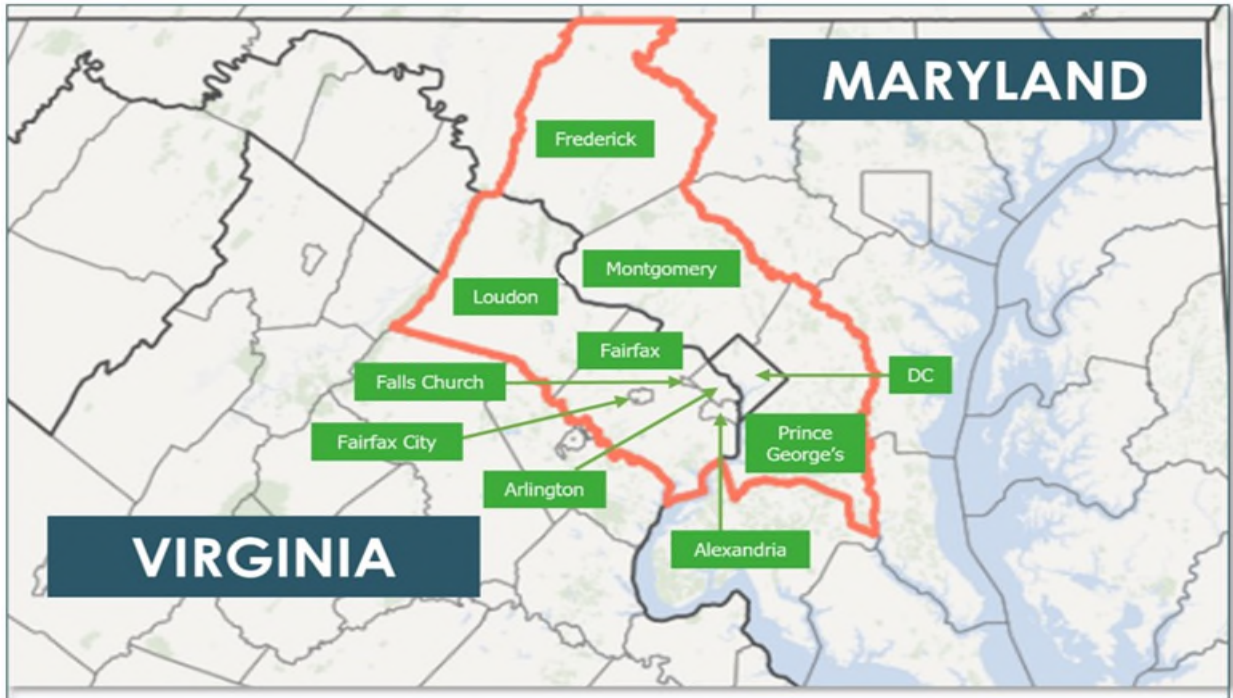 MARYLAND
Frederick
Montgomery
Loudon
Fairfax
Falls Church
DC
Fairfax City
Prince
George's
Arlington
VIRGINIA
Alexandria